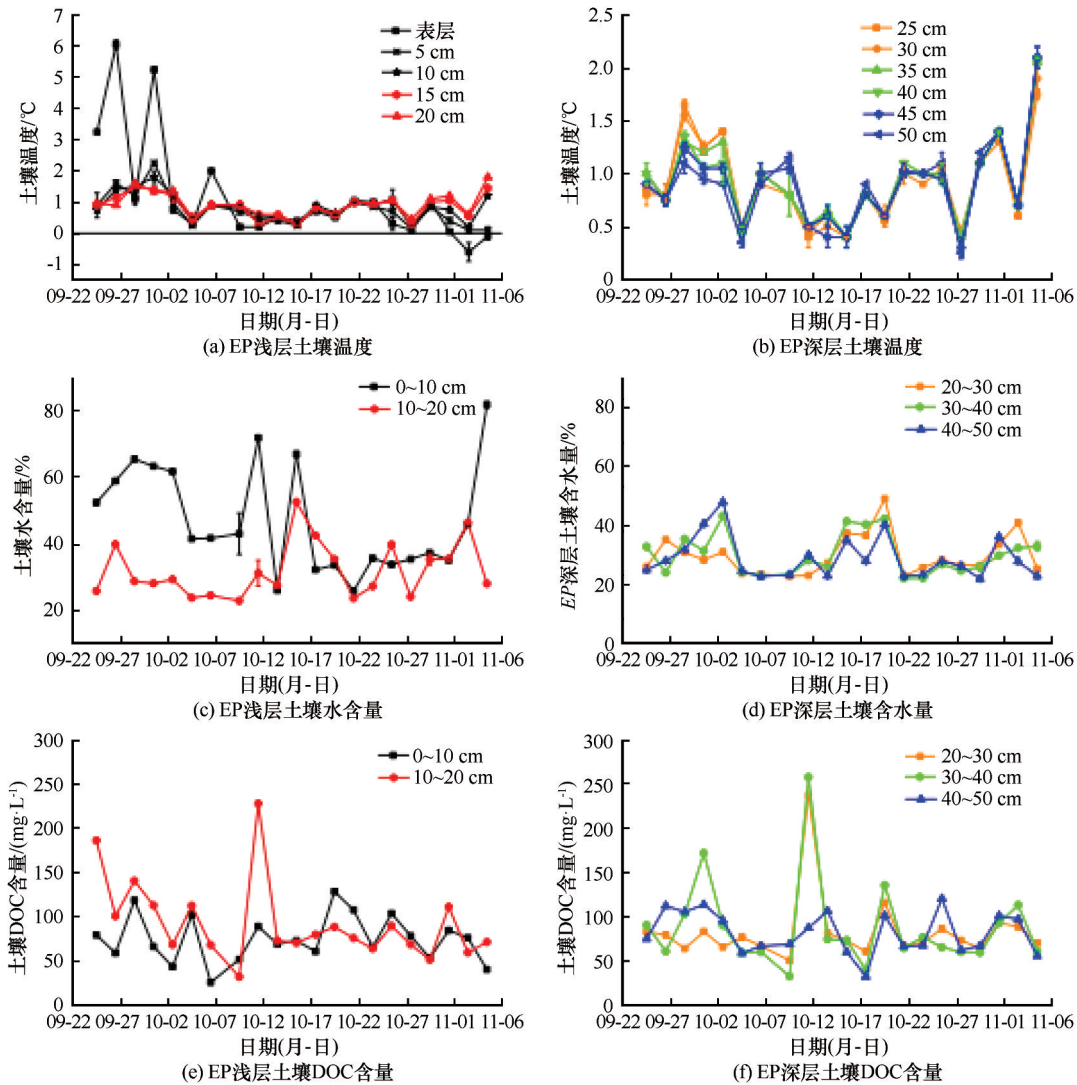 7
6
5
4
3
2
1
0
-1
土壤温度/℃
表层
5 cm
10 cm
15 cm
20 cm
09-22 09-27 10-02 10-07 10-12 10-17 10-22 10-27 11-01 11-06
日期(月-日)
(a) EP浅层土壤温度
2.5
2.0
1.5
1.0
0.5
0
土壤温度/℃
25 cm
30 cm
35 cm
40 cm
45 cm
50 cm
09-22 09-27 10-02 10-07 10-12 10-17 10-22 10-27 11-01 11-06
日期(月-日)
(b) EP深层土壤温度
80
60
40
20
土壤水含量/%
0~10 cm
10~20 cm
09-22 09-27 10-02 10-07 10-12 10-17 10-22 10-27 11-01 11-06
日期(月-日)
(c) EP浅层土壤水含量
80
60
40
20
0
EP深层土壤含水量/%
20~30 cm
30~40 cm
40~50 cm
09-22 09-27 10-02 10-07 10-12 10-17 10-22 10-27 11-01 11-06
日期(月-日)
(d) EP深层土壤含水量
300
250
200
150
100
50
0
土壤DOC含量/(mg·L⁻¹)
0~10 cm
10~20 cm
09-22 09-27 10-02 10-07 10-12 10-17 10-22 10-27 11-01 11-06
日期(月-日)
(e) EP浅层土壤DOC含量
300
250
200
150
100
50
0
土壤DOC含量/(mg·L⁻¹)
20~30 cm
30~40 cm
40~50 cm
09-22 09-27 10-02 10-07 10-12 10-17 10-22 10-27 11-01 11-06
日期(月-日)
(f) EP深层土壤DOC含量